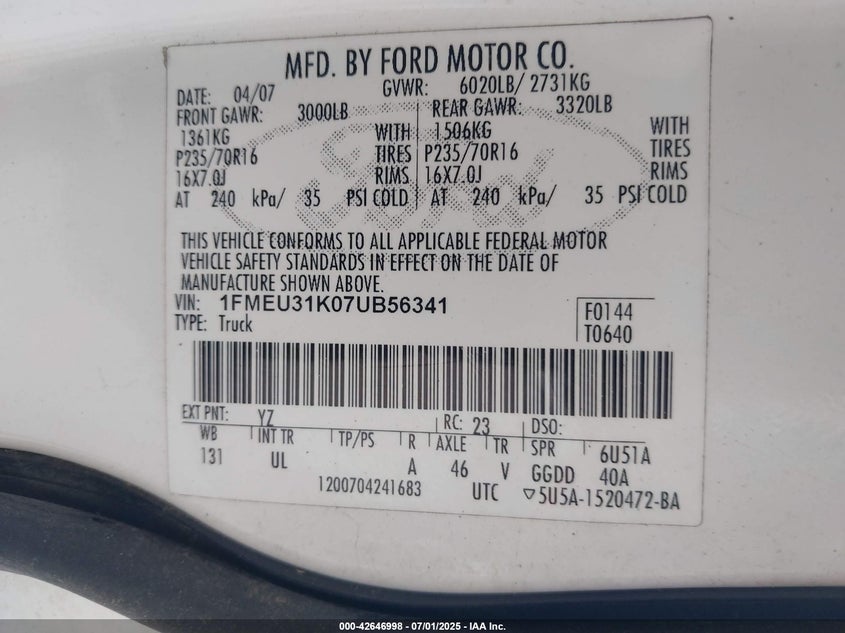 MFD. BY FORD MOTOR CO.
DATE: 04/07 GVWR: 6020LB/ 2731KG
FRONT GAWR: 3000LB REAR GAWR: 3320LB
1361KG WITH 1506KG WITH
P235/70R16 TIRES P235/70R16 TIRES
16X7.0J RIMS 16X7.0J RIMS
AT 240 kPa/ 35 PSI COLD AT 240 kPa/ 35 PSI COLD
Ford
THIS VEHICLE CONFORMS TO ALL APPLICABLE FEDERAL MOTOR
VEHICLE SAFETY STANDARDS IN EFFECT ON THE DATE OF
MANUFACTURE SHOWN ABOVE.
VIN: 1FMEU31K07UB56341 F0144
TYPE: Truck T0640
EXT PNT: YZ RC: 23 DSO:
WB INT TR TP/PS R AXLE TR SPR 6U51A
131 UL A 46 V GGDD 40A
1200704241683 UTC ▽5U5A-1520472-BA
000-42646998 07/01/2025 - IAA Inc.